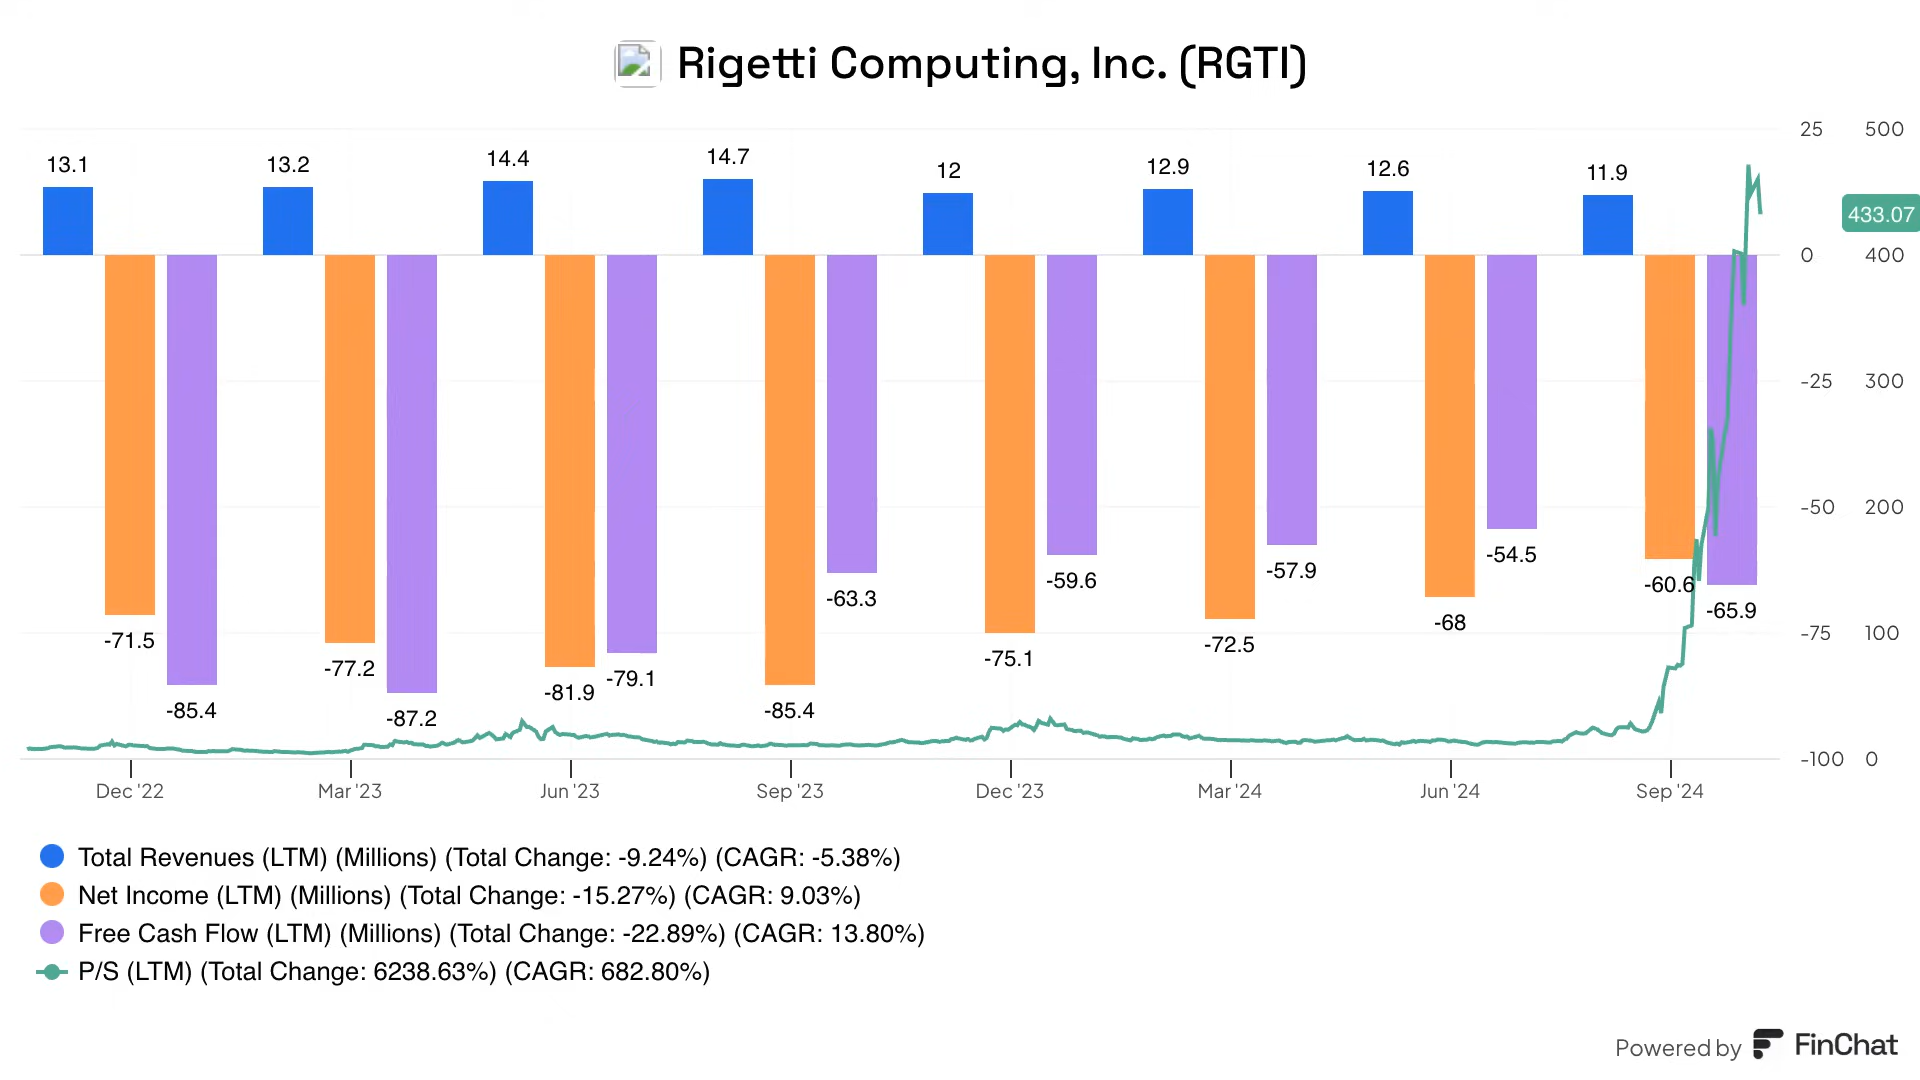 Rigetti Computing, Inc. (RGTI)
25 500
13.1 13.2 14.4 14.7 12 12.9 12.6 11.9
433.07
0 400
-25 300
-50 200
-71.5 -85.4 -77.2 -87.2 -81.9 -79.1 -85.4 -63.3 -75.1 -59.6 -72.5 -57.9 -68 -54.5 -60.6 -65.9
-75 100
-100 0
Dec '22 Mar '23 Jun '23 Sep '23 Dec '23 Mar '24 Jun '24 Sep '24
Total Revenues (LTM) (Millions) (Total Change: -9.24%) (CAGR: -5.38%)
Net Income (LTM) (Millions) (Total Change: -15.27%) (CAGR: 9.03%)
Free Cash Flow (LTM) (Millions) (Total Change: -22.89%) (CAGR: 13.80%)
P/S (LTM) (Total Change: 6238.63%) (CAGR: 682.80%)
Powered by FinChat